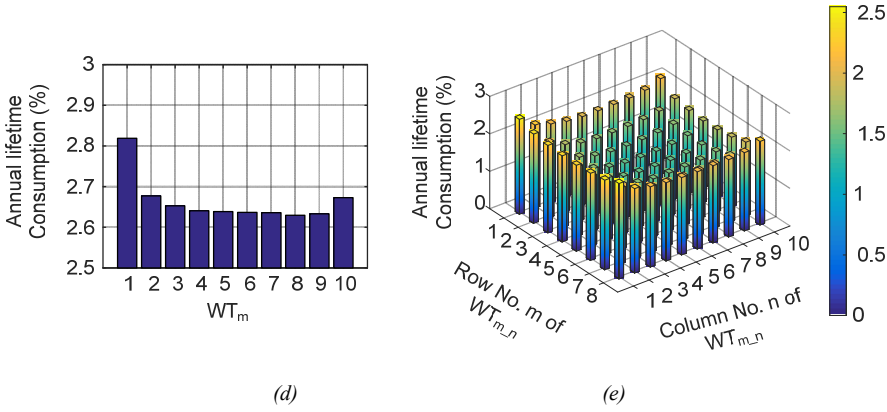 Annual lifetime
Consumption (%)
3
2.9
2.8
2.7
2.6
2.5
1 2 3 4 5 6 7 8 9 10
WTm
(d)
Annual lifetime
Consumption (%)
3
2
1
0
1 2 3 4 5 6 7 8
Row No. m of
WTm_n
1 2 3 4 5 6 7 8 9 10
Column No. n of
WTm_n
2.5
2
1.5
1
0.5
0
(e)